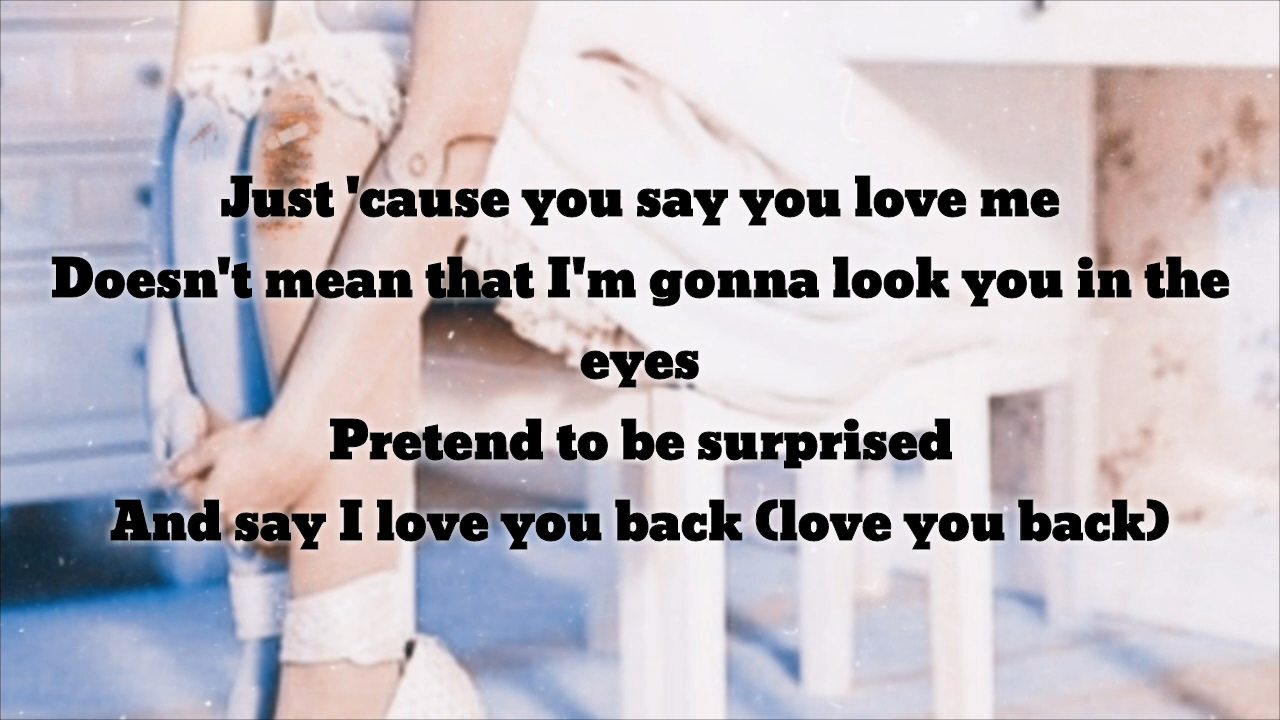 Just 'cause you say you love me
Doesn't mean that I'm gonna look you in the
eyes
Pretend to be surprised
And say I love you back (love you back)